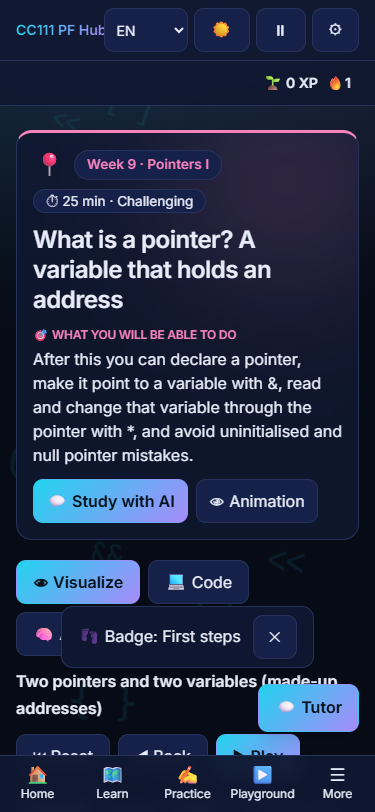 CC111 PF Hub
EN
0 XP 1
Week 9 · Pointers I
25 min · Challenging
What is a pointer? A
variable that holds an
address
WHAT YOU WILL BE ABLE TO DO
After this you can declare a pointer,
make it point to a variable with &, read
and change that variable through the
pointer with *, and avoid uninitialised and
null pointer mistakes.
Study with AI
Animation
Visualize
Code
Badge: First steps ×
Two pointers and two variables (made-up
addresses)
Tutor
Reset
Back
Play
Home
Learn
Practice
Playground
More